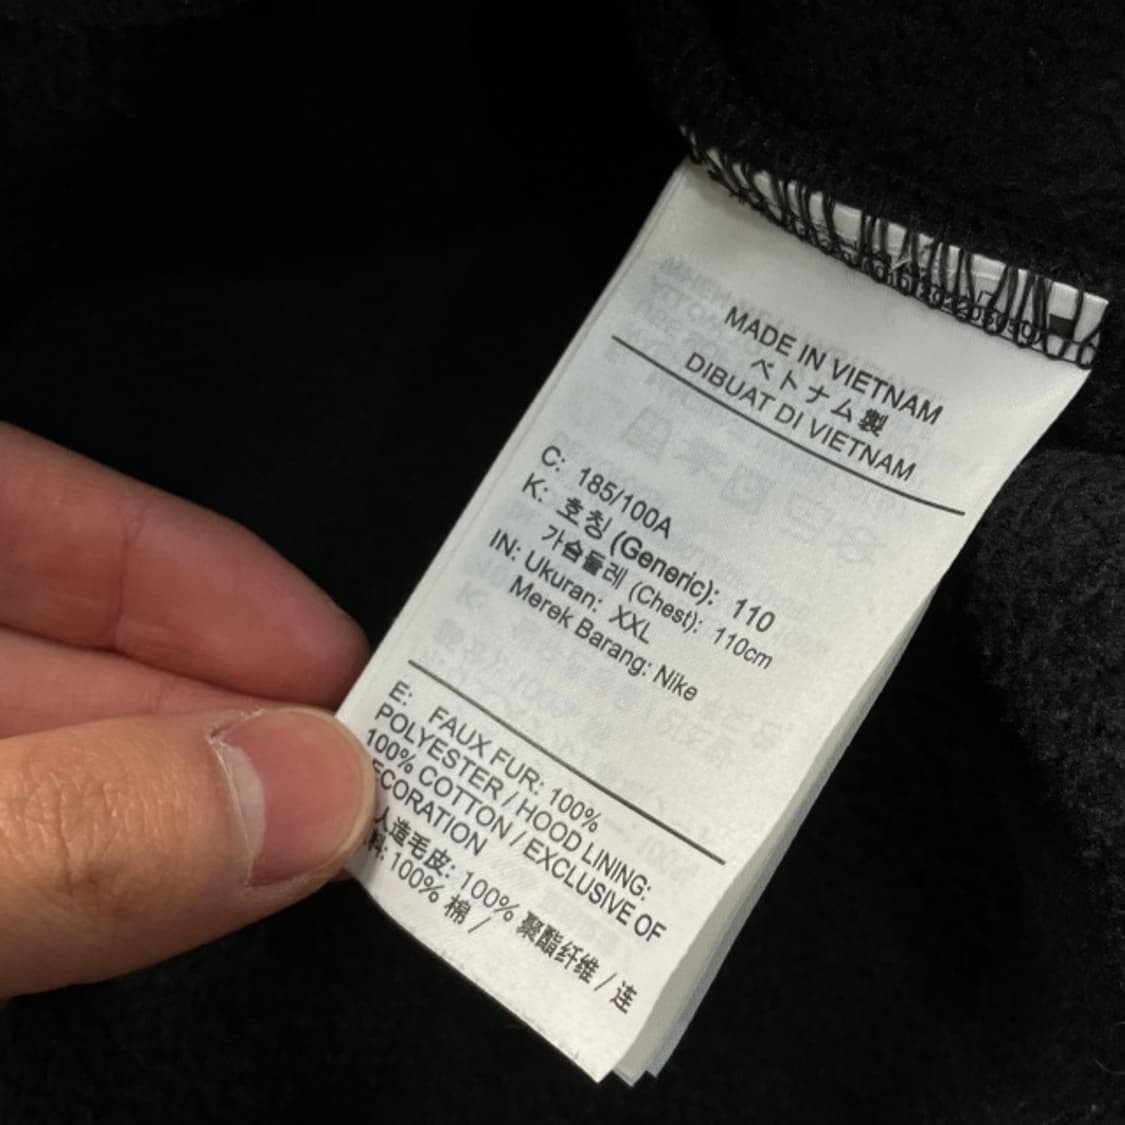 MADE IN VIETNAM
ベトナム製
DIBUAT DI VIETNAM
C: 185/100A
K: 호칭 (Generic): 110
가슴둘레 (Chest): 110cm
IN: Ukuran: XXL
Merek Barang: Nike
E: FAUX FUR: 100%
POLYESTER / HOOD LINING:
100% COTTON / EXCLUSIVE OF
ECORATION
人造毛皮: 100% 聚酯纤维 / 连
料: 100% 棉 /